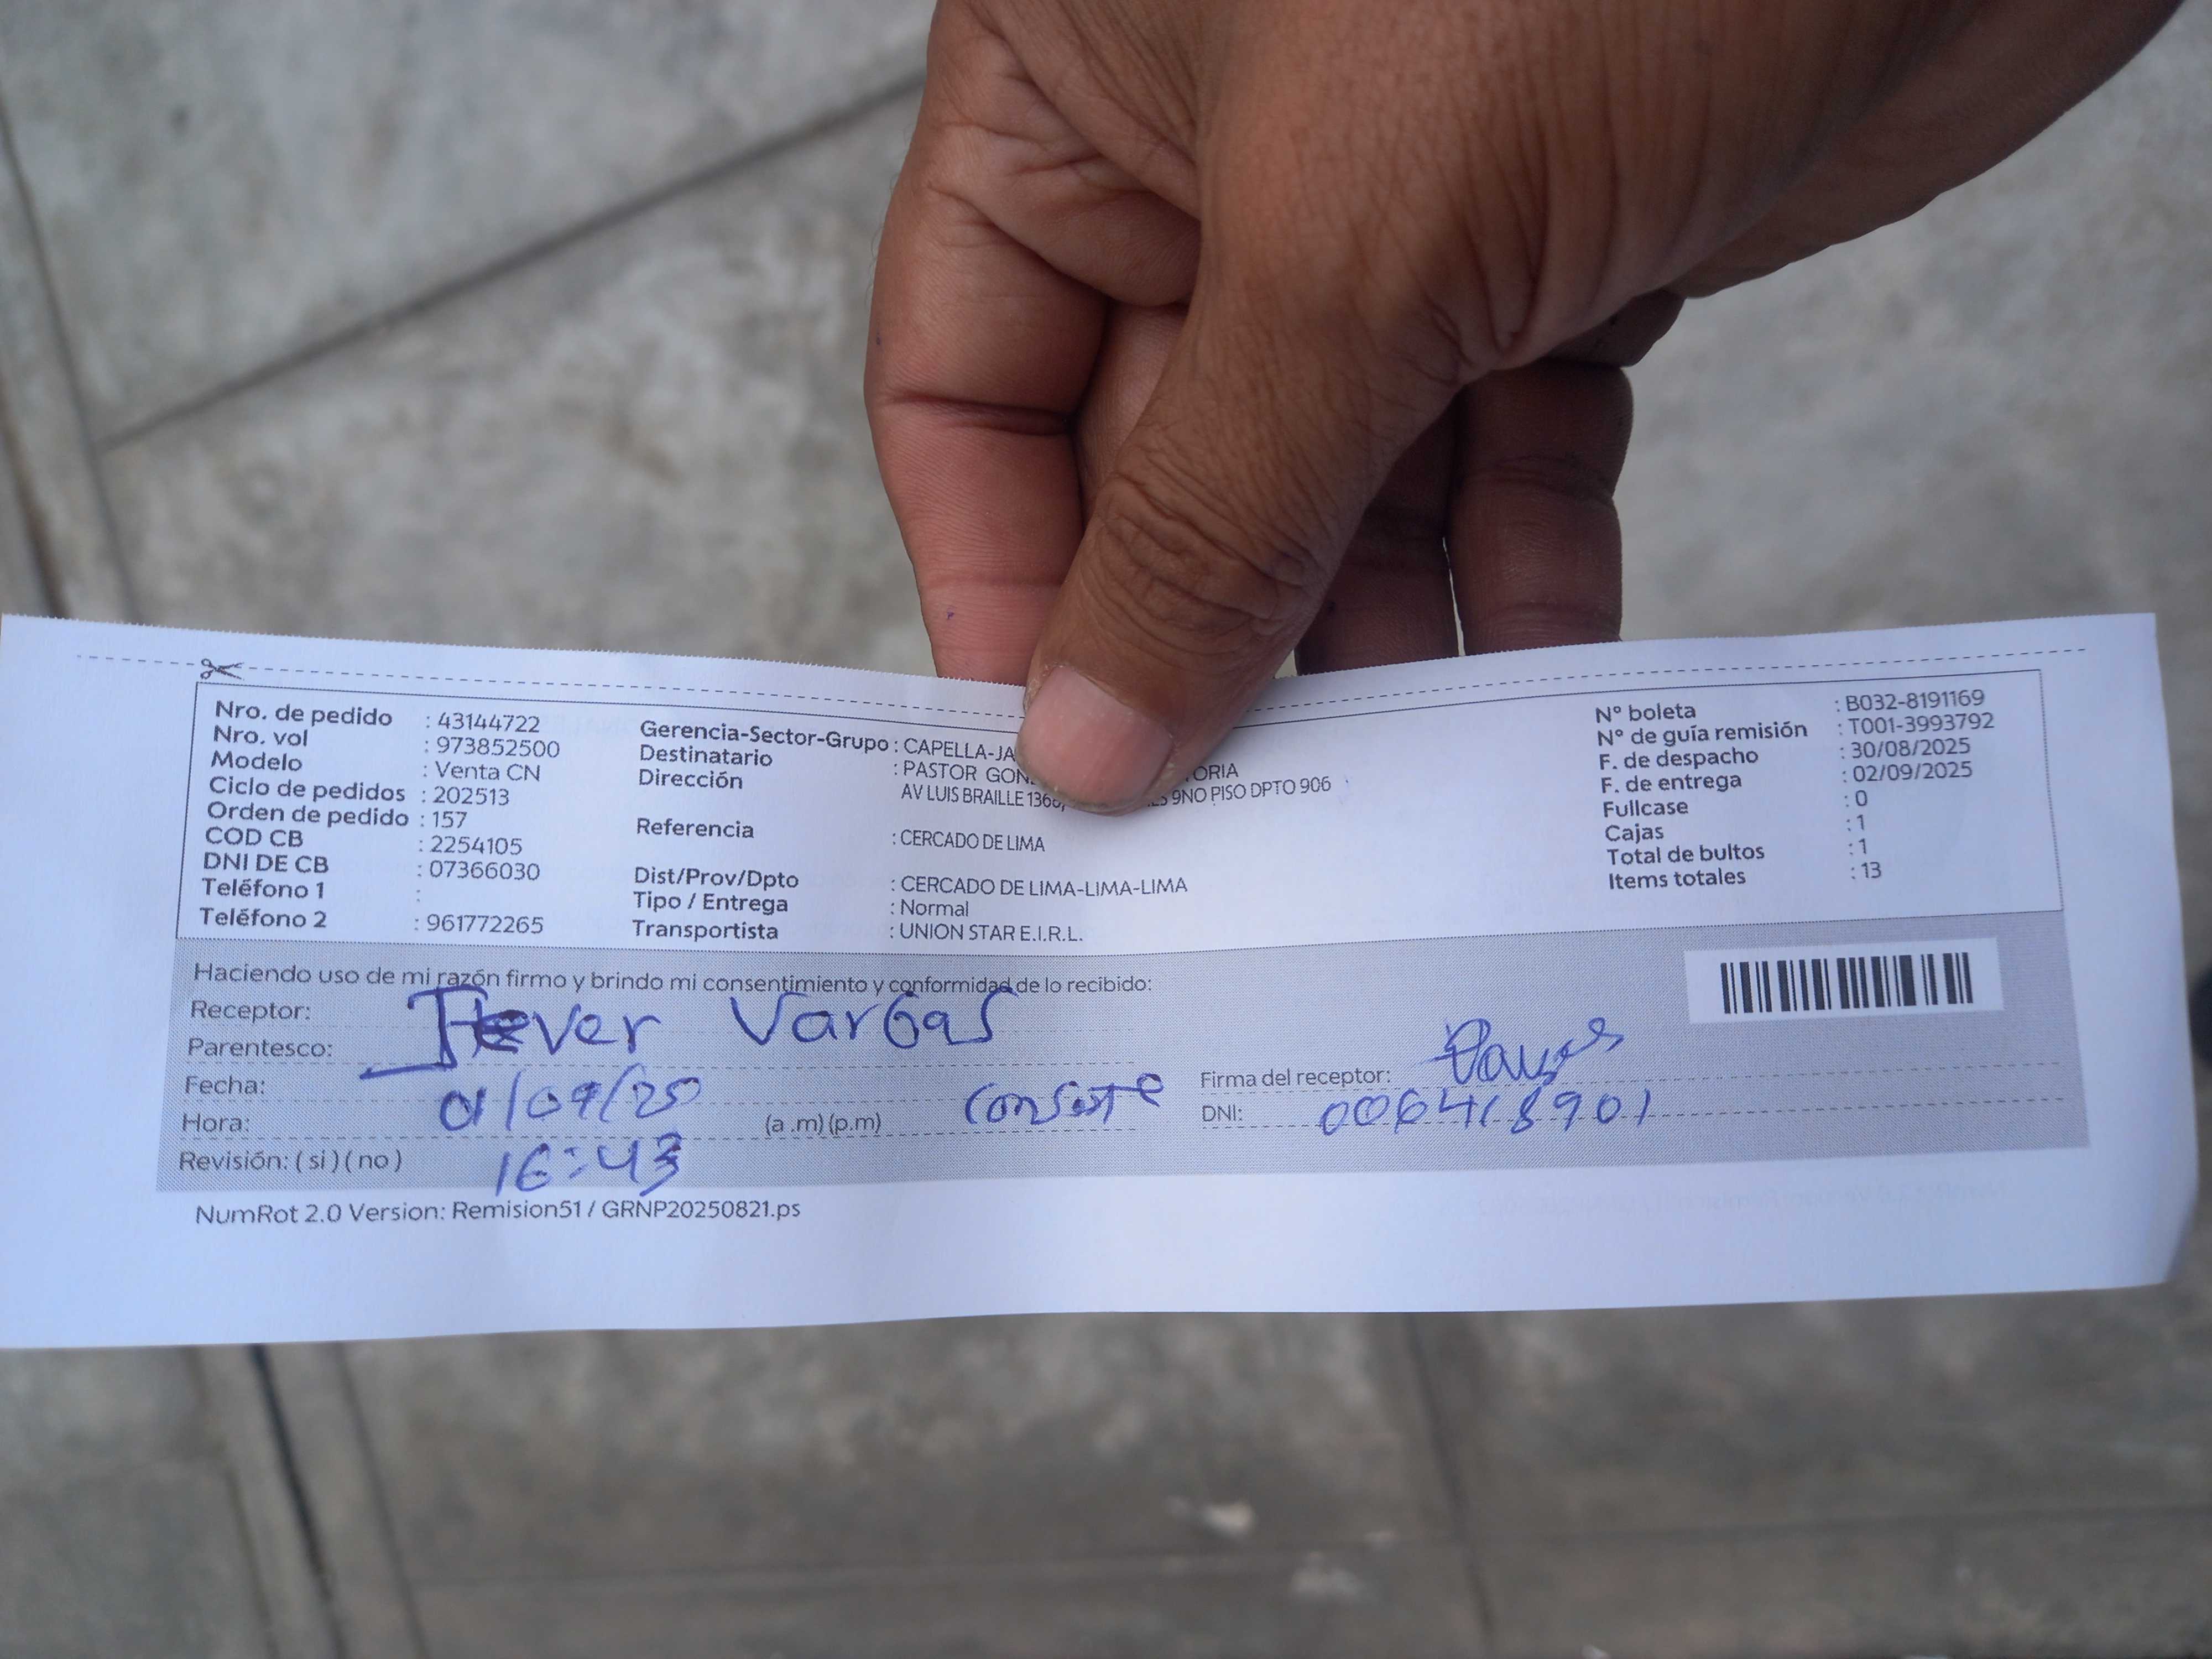 Nro. de pedido : 43144722
Nro. vol : 973852500
Modelo : Venta CN
Ciclo de pedidos : 202513
Orden de pedido : 157
COD CB : 2254105
DNI DE CB : 07366030
Teléfono 1 :
Teléfono 2 : 961772265
Gerencia-Sector-Grupo : CAPELLA-JA
Destinatario : PASTOR GON ORIA
Dirección AV LUIS BRAILLE 1366, 9NO PISO DPTO 906
Referencia : CERCADO DE LIMA
Dist/Prov/Dpto : CERCADO DE LIMA-LIMA-LIMA
Tipo / Entrega : Normal
Transportista : UNION STAR E.I.R.L.
N° boleta : B032-8191169
N° de guía remisión : T001-3993792
F. de despacho : 30/08/2025
F. de entrega : 02/09/2025
Fullcase : 0
Cajas : 1
Total de bultos : 1
Items totales : 13
Haciendo uso de mi razón firmo y brindo mi consentimiento y conformidad de lo recibido:
Receptor: Vargas
Parentesco:
Fecha:
Hora: (a .m) (p.m)
16:43
Revisión: ( si ) ( no )
Firma del receptor:
DNI: 006418901
NumRot 2.0 Version: Remision51 / GRNP20250821.ps